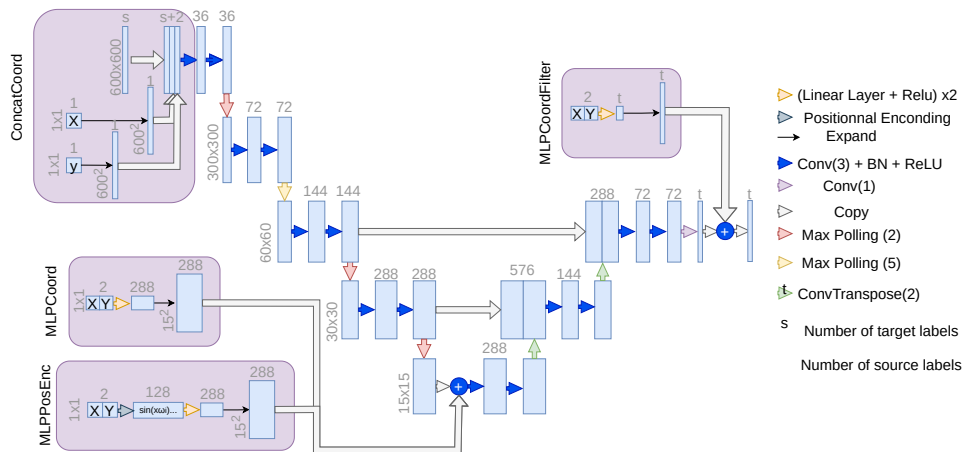 ConcatCoord
s
s+2
36
36
600x600
1
1x1
X
1
600²
1
1x1
y
1
600²
300x300
72
72
60x60
144
144
30x30
288
288
15x15
288
576
144
288
72
72
t
t
MLPCoordFilter
2
X Y
t
t
+
+
MLPCoord
1x1
2
X Y
288
15²
288
MLPPosEnc
1x1
2
X Y
128
sin(xωi)...
288
15²
288
(Linear Layer + Relu) x2
Positionnal Enconding
Expand
Conv(3) + BN + ReLU
Conv(1)
Copy
Max Polling (2)
Max Polling (5)
t
ConvTranspose(2)
s
Number of target labels
Number of source labels